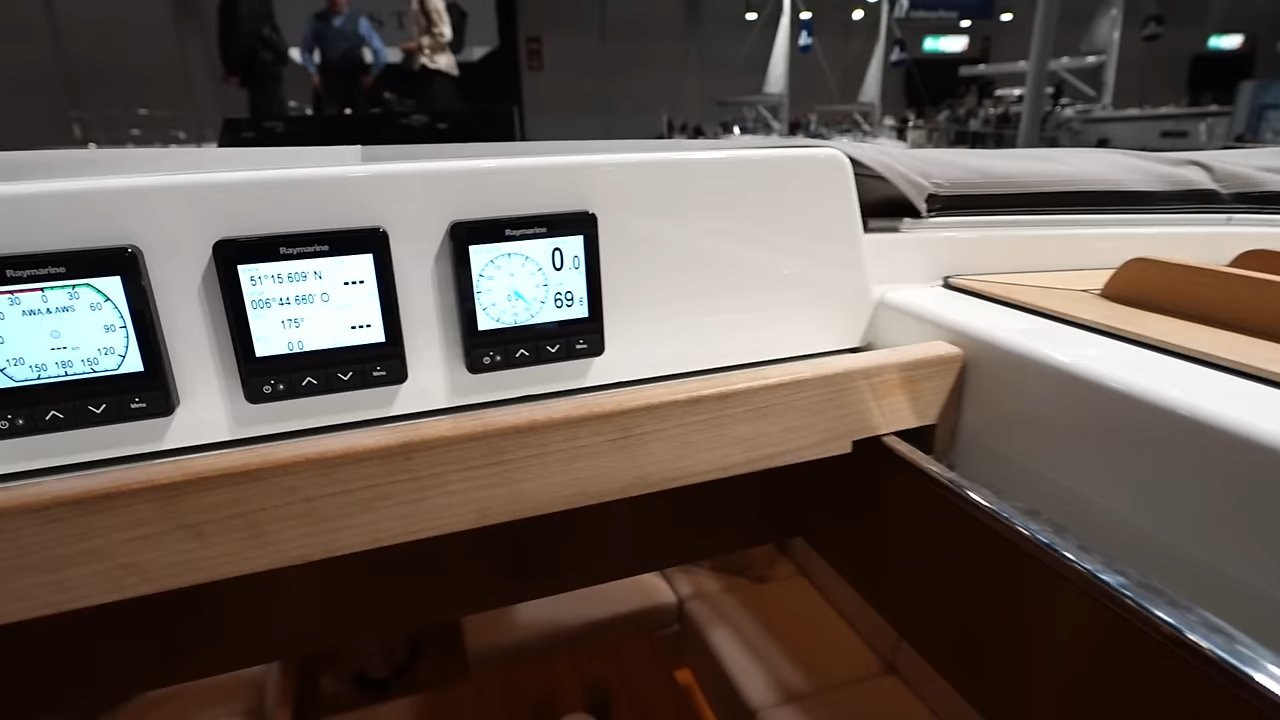 Raymarine
30 0 30
60
AWA & AWS
90
--- kn
120 150 180 150 120
Menu
Raymarine
51°15.609' N
---
006°44.660' O
175°
---
0.0
Menu
Raymarine
0.0
69
Menu